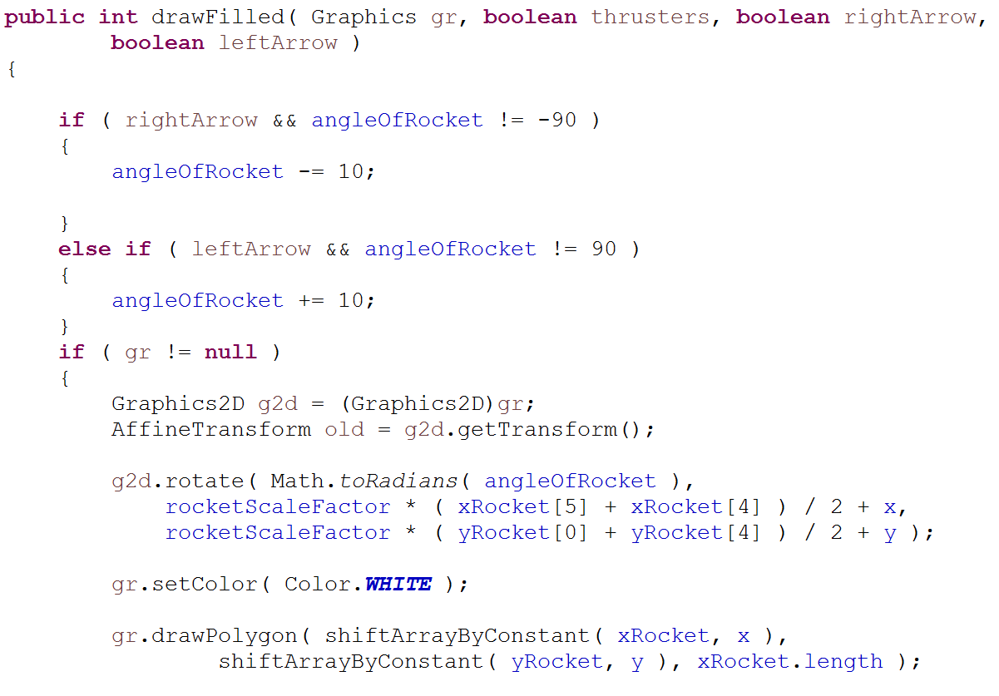 public int drawFilled( Graphics gr, boolean thrusters, boolean rightArrow,
        boolean leftArrow )
{

    if ( rightArrow && angleOfRocket != -90 )
    {
        angleOfRocket -= 10;

    }
    else if ( leftArrow && angleOfRocket != 90 )
    {
        angleOfRocket += 10;
    }
    if ( gr != null )
    {
        Graphics2D g2d = (Graphics2D)gr;
        AffineTransform old = g2d.getTransform();

        g2d.rotate( Math.toRadians( angleOfRocket ),
            rocketScaleFactor * ( xRocket[5] + xRocket[4] ) / 2 + x,
            rocketScaleFactor * ( yRocket[0] + yRocket[4] ) / 2 + y );

        gr.setColor( Color.WHITE );

        gr.drawPolygon( shiftArrayByConstant( xRocket, x ),
                shiftArrayByConstant( yRocket, y ), xRocket.length );